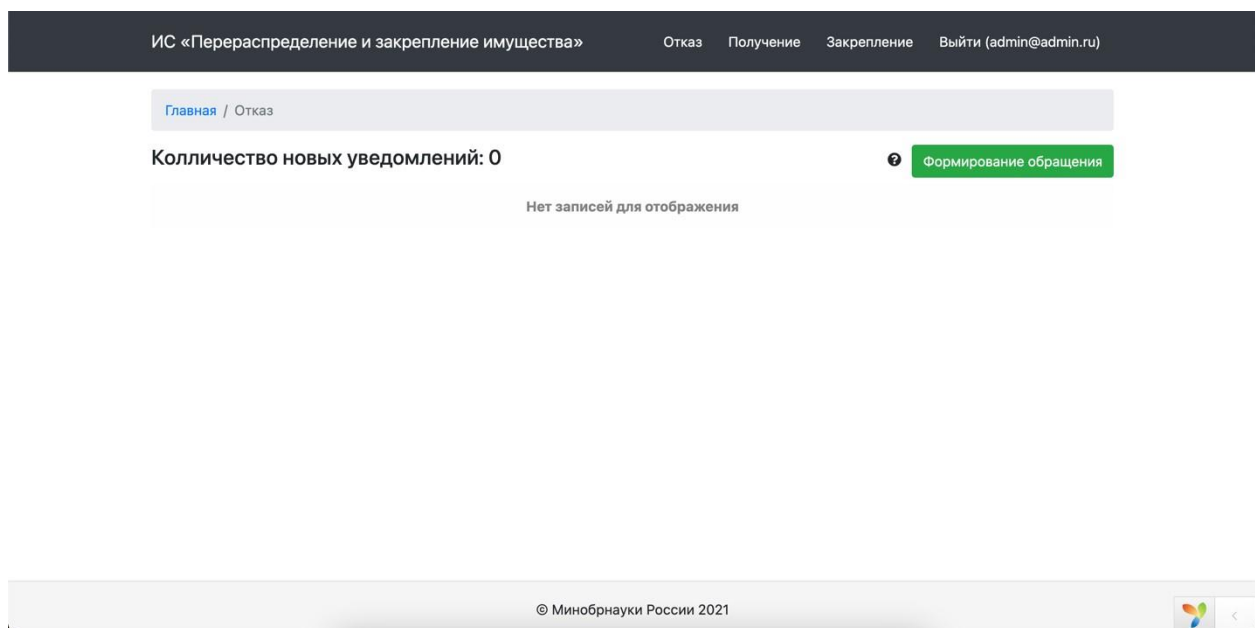 ИС «Перераспределение и закрепление имущества» Отказ Получение Закрепление Выйти (admin@admin.ru)
Главная / Отказ
Колличество новых уведомлений: 0 Формирование обращения
Нет записей для отображения
© Минобрнауки России 2021